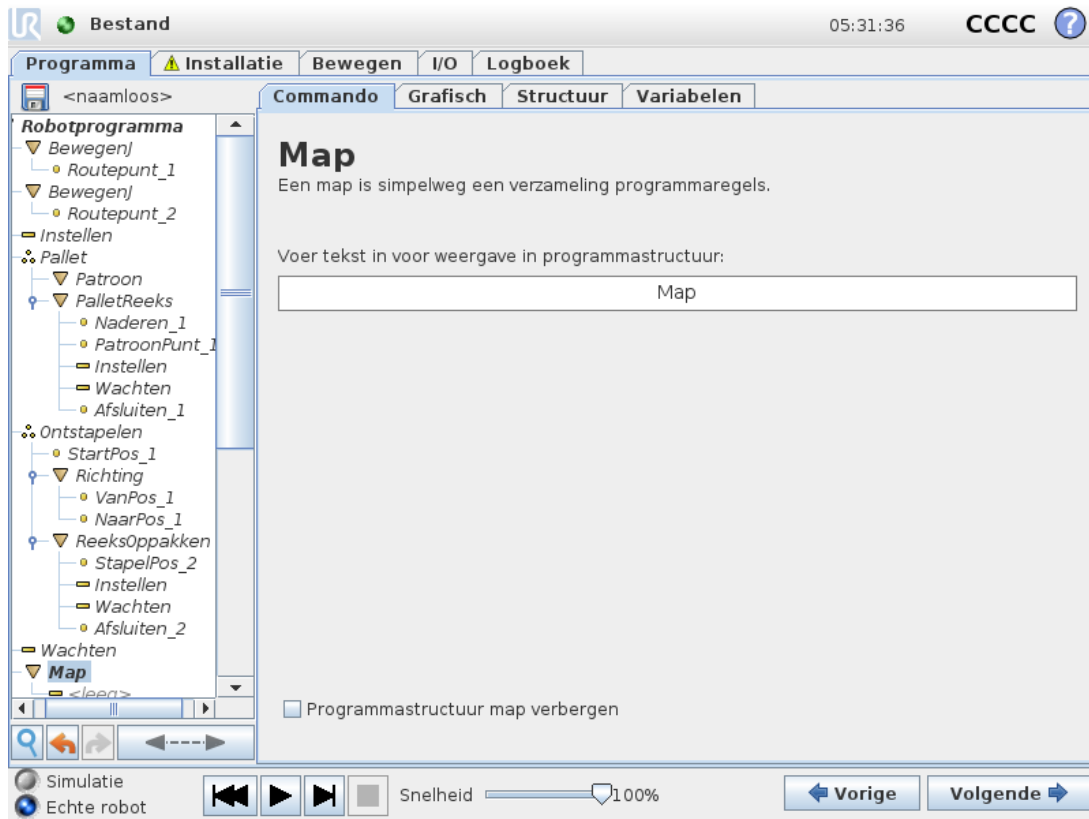 UR Bestand 05:31:36 CCCC ?
Programma Installatie Bewegen I/O Logboek
<naamloos>
Commando Grafisch Structuur Variabelen
Robotprogramma
BewegenJ
Routepunt_1
BewegenJ
Routepunt_2
Instellen
Pallet
Patroon
PalletReeks
Naderen_1
PatroonPunt_1
Instellen
Wachten
Afsluiten_1
Ontstapelen
StartPos_1
Richting
VanPos_1
NaarPos_1
ReeksOppakken
StapelPos_2
Instellen
Wachten
Afsluiten_2
Wachten
Map
<leeg>
Map
Een map is simpelweg een verzameling programmaregels.
Voer tekst in voor weergave in programmastructuur:
Map
Programmastructuur map verbergen
Simulatie
Echte robot
Snelheid 100%
Vorige Volgende